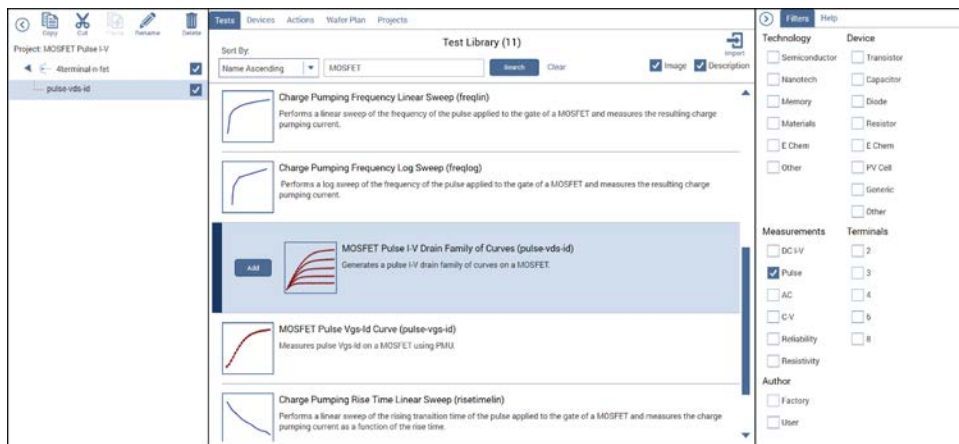 Copy Cut Paste Rename Delete
Project: MOSFET Pulse I-V
4terminal-n-fet
pulse-vds-id
Tests Devices Actions Wafer Plan Projects
Test Library (11)
Import
Sort By:
Name Ascending MOSFET Search Clear Image Description
Charge Pumping Frequency Linear Sweep (freqlin)
Performs a linear sweep of the frequency of the pulse applied to the gate of a MOSFET and measures the resulting charge
pumping current.
Charge Pumping Frequency Log Sweep (freqlog)
Performs a log sweep of the frequency of the pulse applied to the gate of a MOSFET and measures the resulting charge
pumping current.
Add
MOSFET Pulse I-V Drain Family of Curves (pulse-vds-id)
Generates a pulse I-V drain family of curves on a MOSFET.
MOSFET Pulse Vgs-Id Curve (pulse-vgs-id)
Measures pulse Vgs-Id on a MOSFET using PMU.
Charge Pumping Rise Time Linear Sweep (risetimelin)
Performs a linear sweep of the rising transition time of the pulse applied to the gate of a MOSFET and measures the charge
pumping current as a function of the rise time.
Filters Help
Technology
Semiconductor
Nanotech
Memory
Materials
E Chem
Other
Device
Transistor
Capacitor
Diode
Resistor
E Chem
PV Cell
Generic
Other
Measurements
DC I-V
Pulse
AC
C-V
Reliability
Resistivity
Terminals
2
3
4
6
8
Author
Factory
User